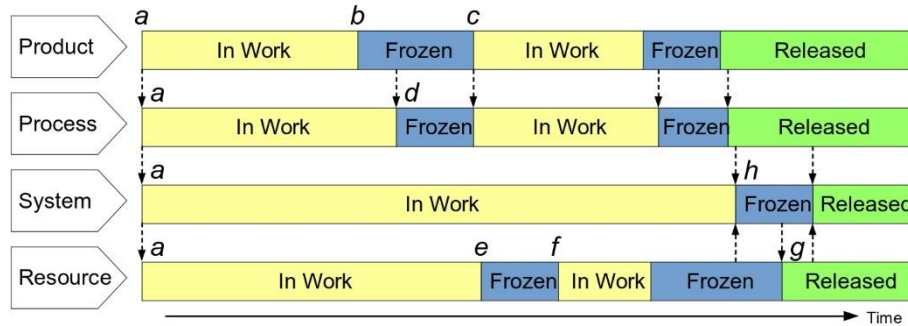 a b c
Product In Work Frozen In Work Frozen Released
a d
Process In Work Frozen In Work Frozen Released
a h
System In Work Frozen Released
a e f g
Resource In Work Frozen In Work Frozen Released
Time